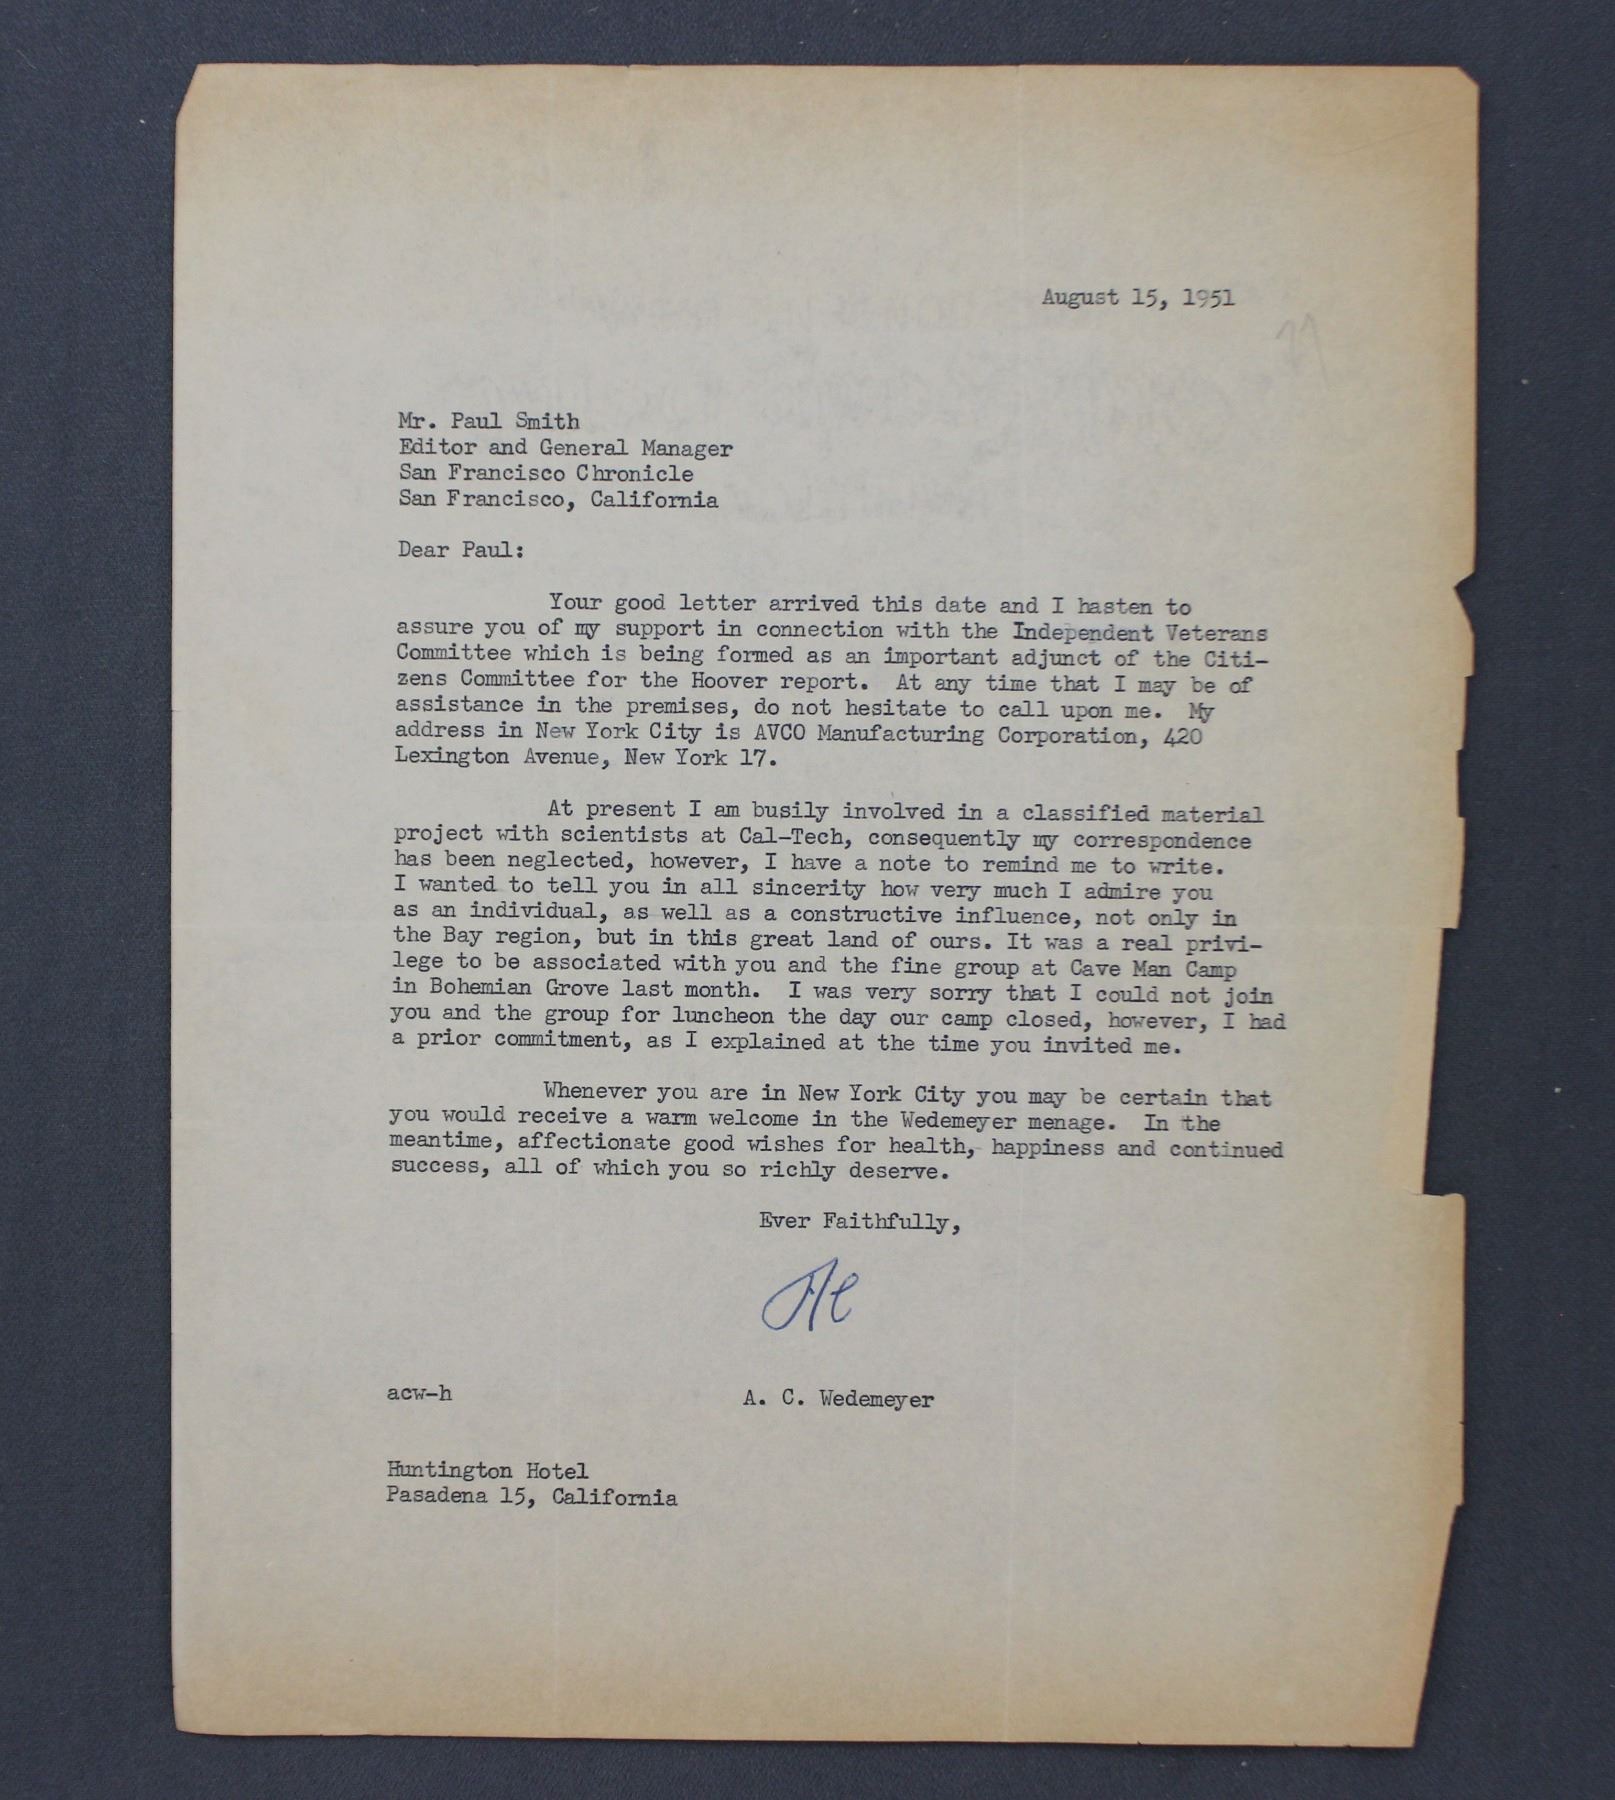 August 15, 1951
Mr. Paul Smith
Editor and General Manager
San Francisco Chronicle
San Francisco, California
Dear Paul:
Your good letter arrived this date and I hasten to
assure you of my support in connection with the Independent Veterans
Committee which is being formed as an important adjunct of the Citi-
zens Committee for the Hoover report. At any time that I may be of
assistance in the premises, do not hesitate to call upon me. My
address in New York City is AVCO Manufacturing Corporation, 420
Lexington Avenue, New York 17.
At present I am busily involved in a classified material
project with scientists at Cal-Tech, consequently my correspondence
has been neglected, however, I have a note to remind me to write.
I wanted to tell you in all sincerity how very much I admire you
as an individual, as well as a constructive influence, not only in
the Bay region, but in this great land of ours. It was a real privi-
lege to be associated with you and the fine group at Cave Man Camp
in Bohemian Grove last month. I was very sorry that I could not join
you and the group for luncheon the day our camp closed, however, I had
a prior commitment, as I explained at the time you invited me.
Whenever you are in New York City you may be certain that
you would receive a warm welcome in the Wedemeyer menage. In the
meantime, affectionate good wishes for health, happiness and continued
success, all of which you so richly deserve.
Ever Faithfully,
Al
acw-h A. C. Wedemeyer
Huntington Hotel
Pasadena 15, California